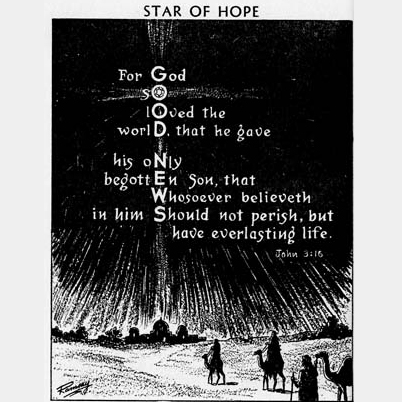 STAR OF HOPE
For God
so
loved the
world, that he gave
his oNly
begottEn Son, that
Whosoever believeth
in him Should not perish, but
have everlasting life.
John 3:16